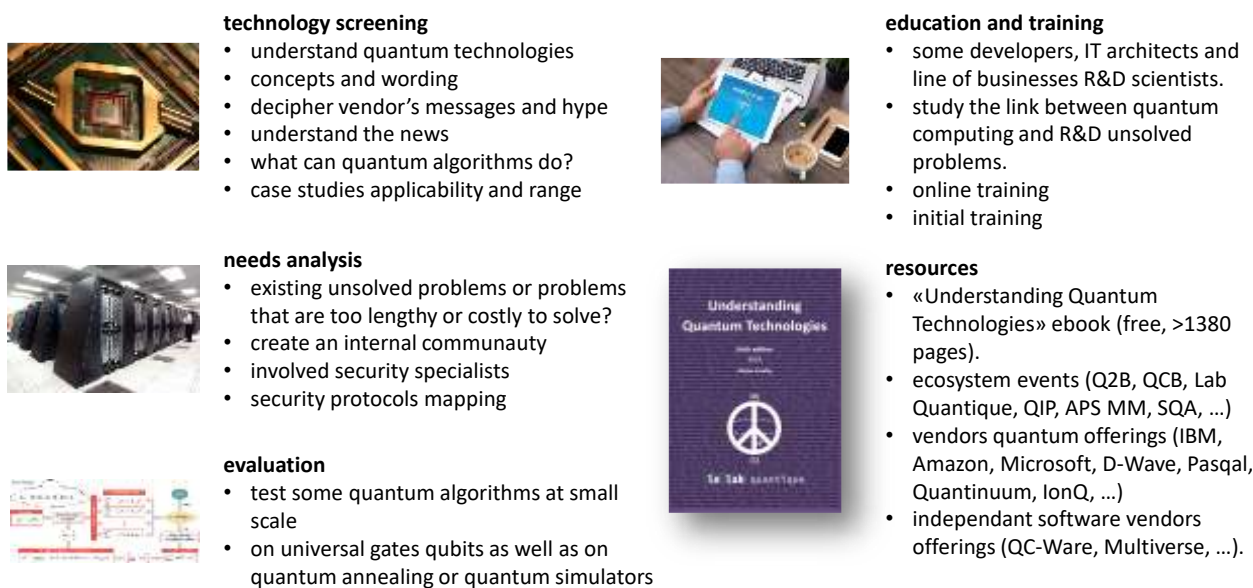 technology screening
• understand quantum technologies
• concepts and wording
• decipher vendor's messages and hype
• understand the news
• what can quantum algorithms do?
• case studies applicability and range
needs analysis
• existing unsolved problems or problems
that are too lengthy or costly to solve?
• create an internal communauty
• involved security specialists
• security protocols mapping
evaluation
• test some quantum algorithms at small
scale
• on universal gates qubits as well as on
quantum annealing or quantum simulators
education and training
• some developers, IT architects and
line of businesses R&D scientists.
• study the link between quantum
computing and R&D unsolved
problems.
• online training
• initial training
Understanding
Quantum Technologies
le lab quantique
resources
• «Understanding Quantum
Technologies» ebook (free, >1380
pages).
• ecosystem events (Q2B, QCB, Lab
Quantique, QIP, APS MM, SQA, …)
• vendors quantum offerings (IBM,
Amazon, Microsoft, D-Wave, Pasqal,
Quantinuum, IonQ, …)
• independant software vendors
offerings (QC-Ware, Multiverse, …).